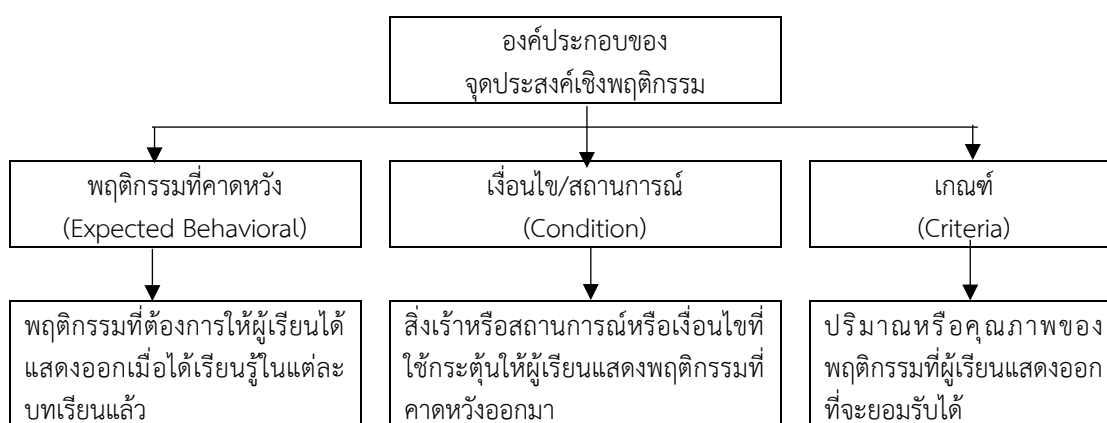 องค์ประกอบของ
จุดประสงค์เชิงพฤติกรรม
พฤติกรรมที่คาดหวัง
(Expected Behavioral)
เงื่อนไข/สถานการณ์
(Condition)
เกณฑ์
(Criteria)
พฤติกรรมที่ต้องการให้ผู้เรียนได้
แสดงออกเมื่อได้เรียนรู้ในแต่ละ
บทเรียนแล้ว
สิ่งเร้าหรือสถานการณ์หรือเงื่อนไขที่
ใช้กระตุ้นให้ผู้เรียนแสดงพฤติกรรมที่
คาดหวังออกมา
ปริมาณหรือคุณภาพของ
พฤติกรรมที่ผู้เรียนแสดงออก
ที่จะยอมรับได้